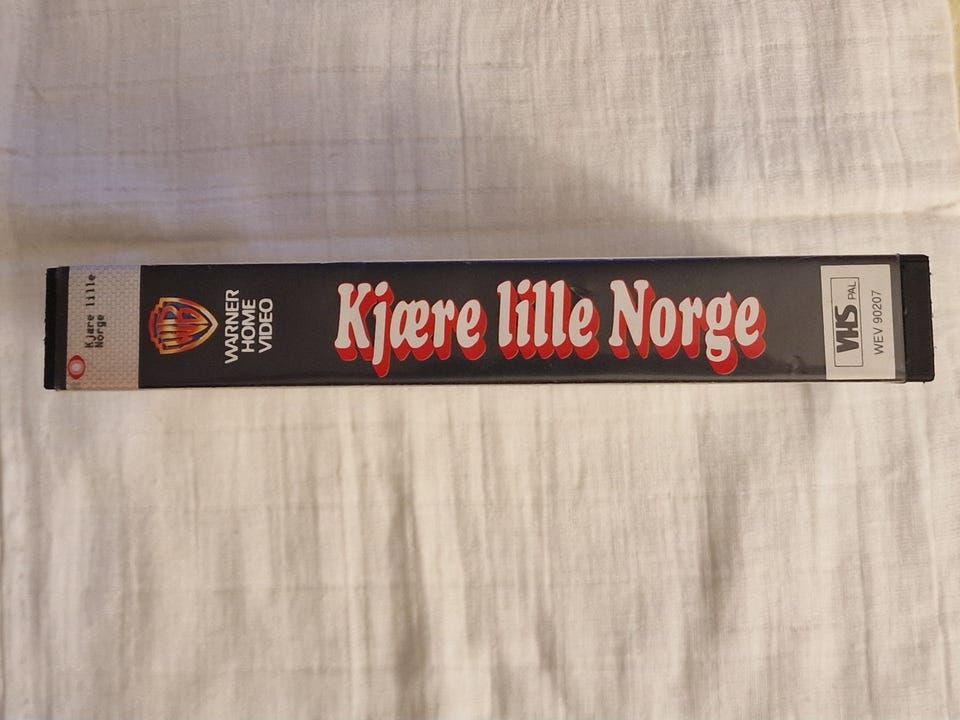 Kjære lille
Norge
WARNER
HOME
VIDEO
Kjære lille Norge
VHS
PAL
WEV 90207